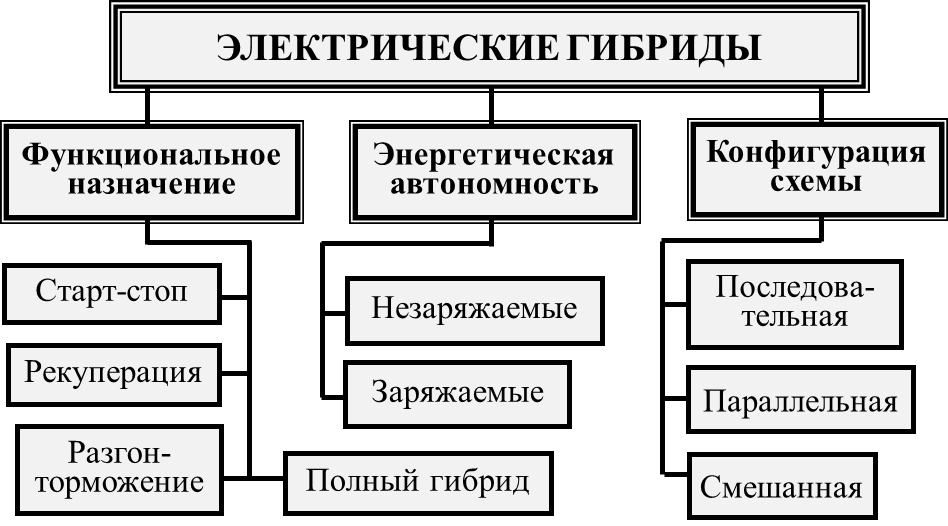 ЭЛЕКТРИЧЕСКИЕ ГИБРИДЫ
Функциональное
назначение
Энергетическая
автономность
Конфигурация
схемы
Старт-стоп
Рекуперация
Разгон-
торможение
Полный гибрид
Незаряжаемые
Заряжаемые
Последова-
тельная
Параллельная
Смешанная